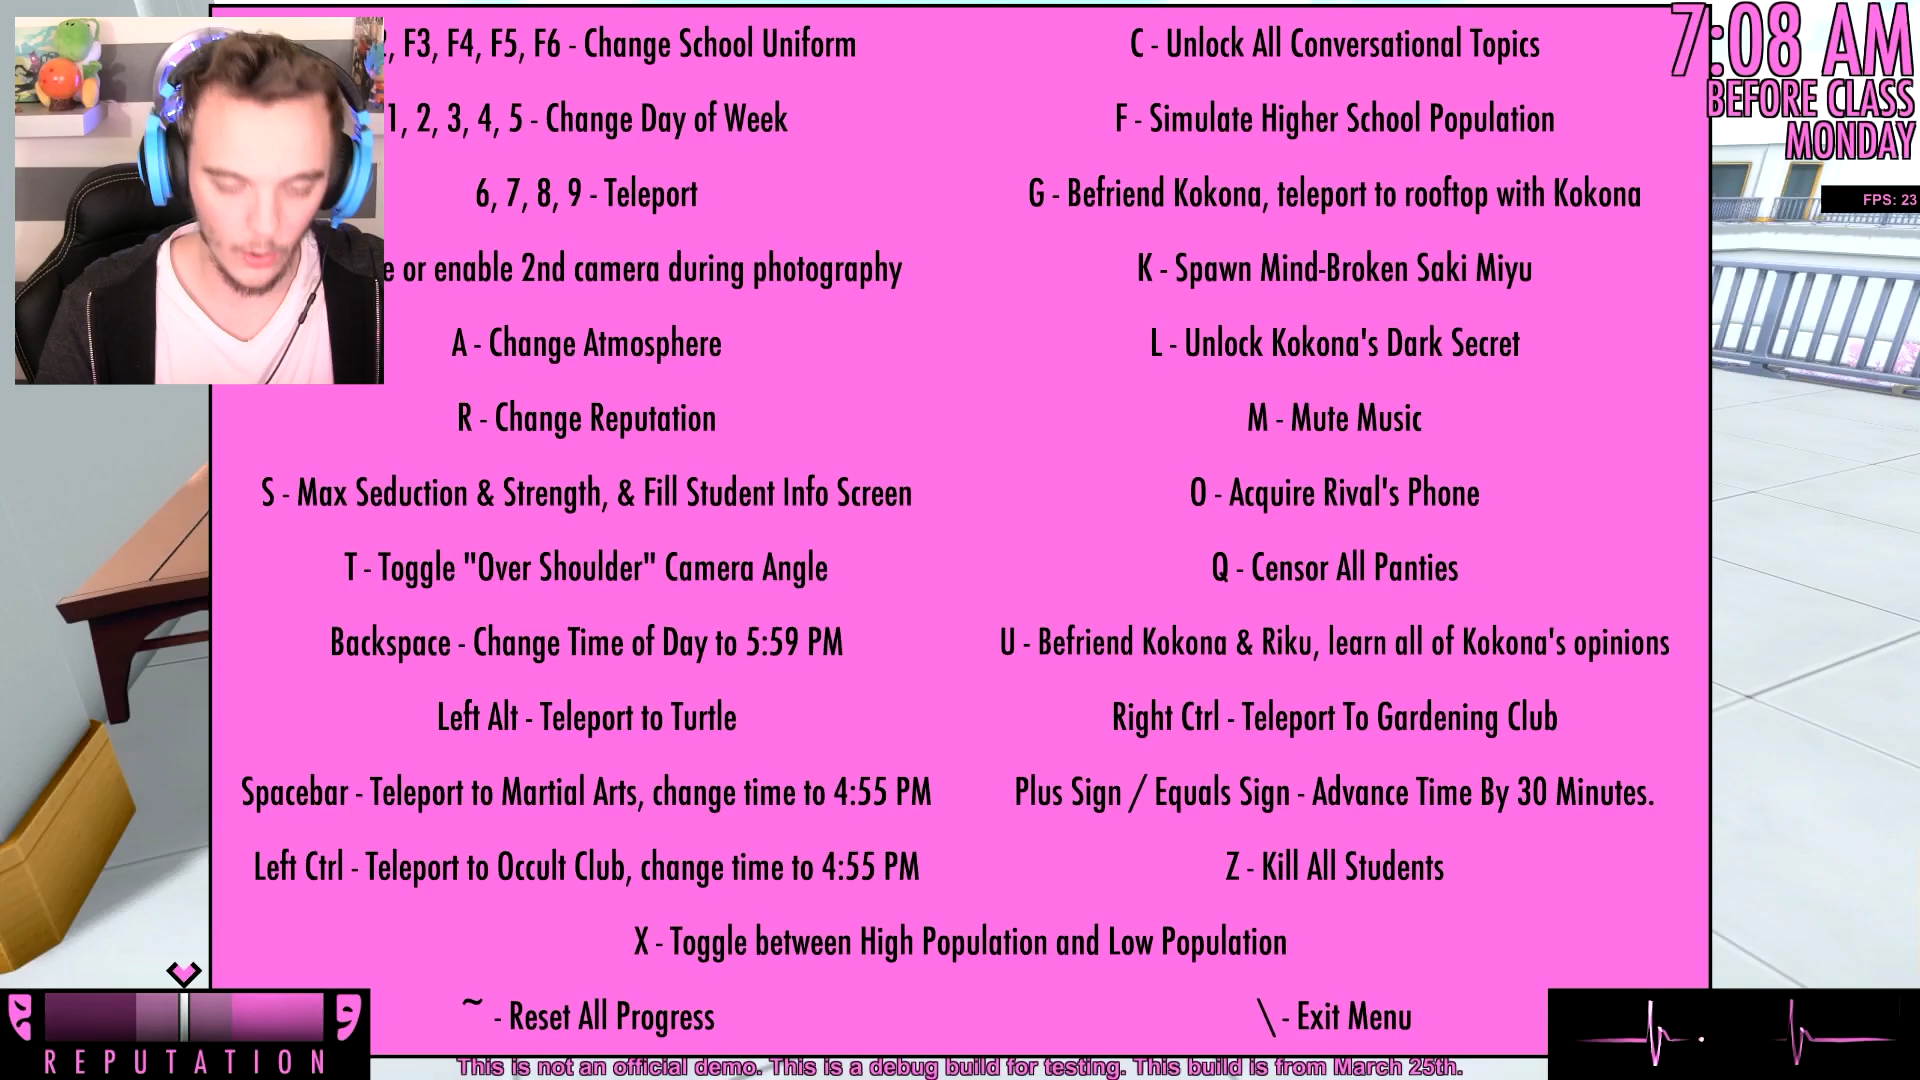 , F3, F4, F5, F6 - Change School Uniform
1, 2, 3, 4, 5 - Change Day of Week
6, 7, 8, 9 - Teleport
or enable 2nd camera during photography
A - Change Atmosphere
R - Change Reputation
S - Max Seduction & Strength, & Fill Student Info Screen
T - Toggle "Over Shoulder" Camera Angle
Backspace - Change Time of Day to 5:59 PM
Left Alt - Teleport to Turtle
Spacebar - Teleport to Martial Arts, change time to 4:55 PM
Left Ctrl - Teleport to Occult Club, change time to 4:55 PM
C - Unlock All Conversational Topics
F - Simulate Higher School Population
G - Befriend Kokona, teleport to rooftop with Kokona
K - Spawn Mind-Broken Saki Miyu
L - Unlock Kokona's Dark Secret
M - Mute Music
O - Acquire Rival's Phone
Q - Censor All Panties
U - Befriend Kokona & Riku, learn all of Kokona's opinions
Right Ctrl - Teleport To Gardening Club
Plus Sign / Equals Sign - Advance Time By 30 Minutes.
Z - Kill All Students
X - Toggle between High Population and Low Population
~ - Reset All Progress
\ - Exit Menu
7:08 AM
BEFORE CLASS
MONDAY
FPS: 23
REPUTATION
This is not an official demo. This is a debug build for testing. This build is from March 25th.